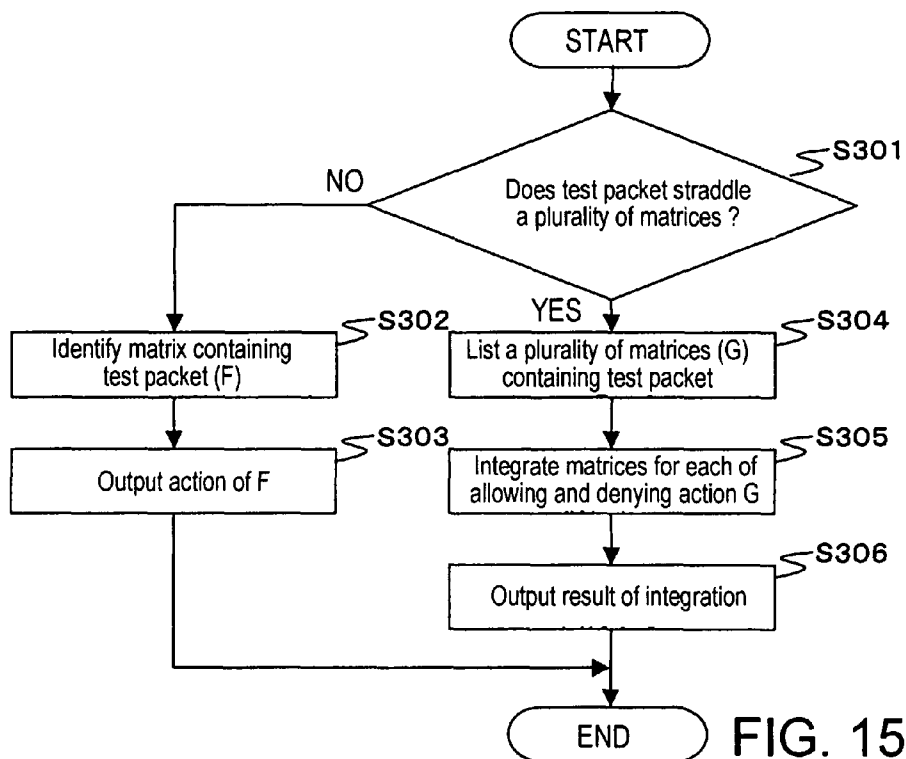 START
S301
Does test packet straddle
a plurality of matrices ?
NO
YES
S302
Identify matrix containing
test packet (F)
S304
List a plurality of matrices (G)
containing test packet
S303
Output action of F
S305
Integrate matrices for each of
allowing and denying action G
S306
Output result of integration
END
FIG. 15